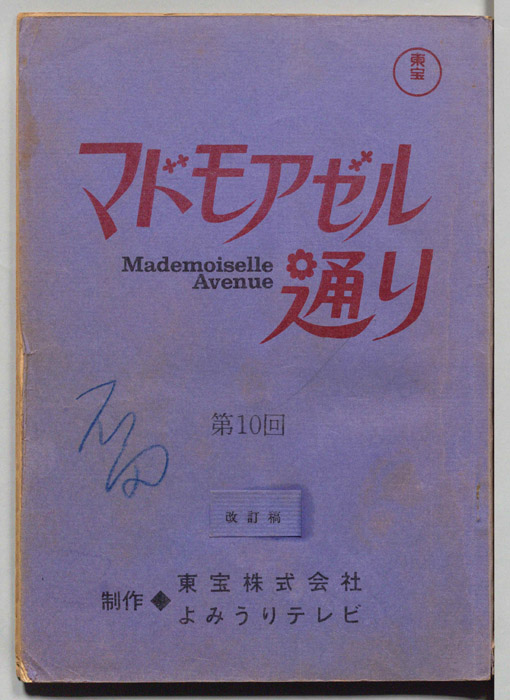 東宝
マドモアゼル
Mademoiselle
Avenue
通り
第10回
改訂稿
制作◆東宝株式会社
よみうりテレビ